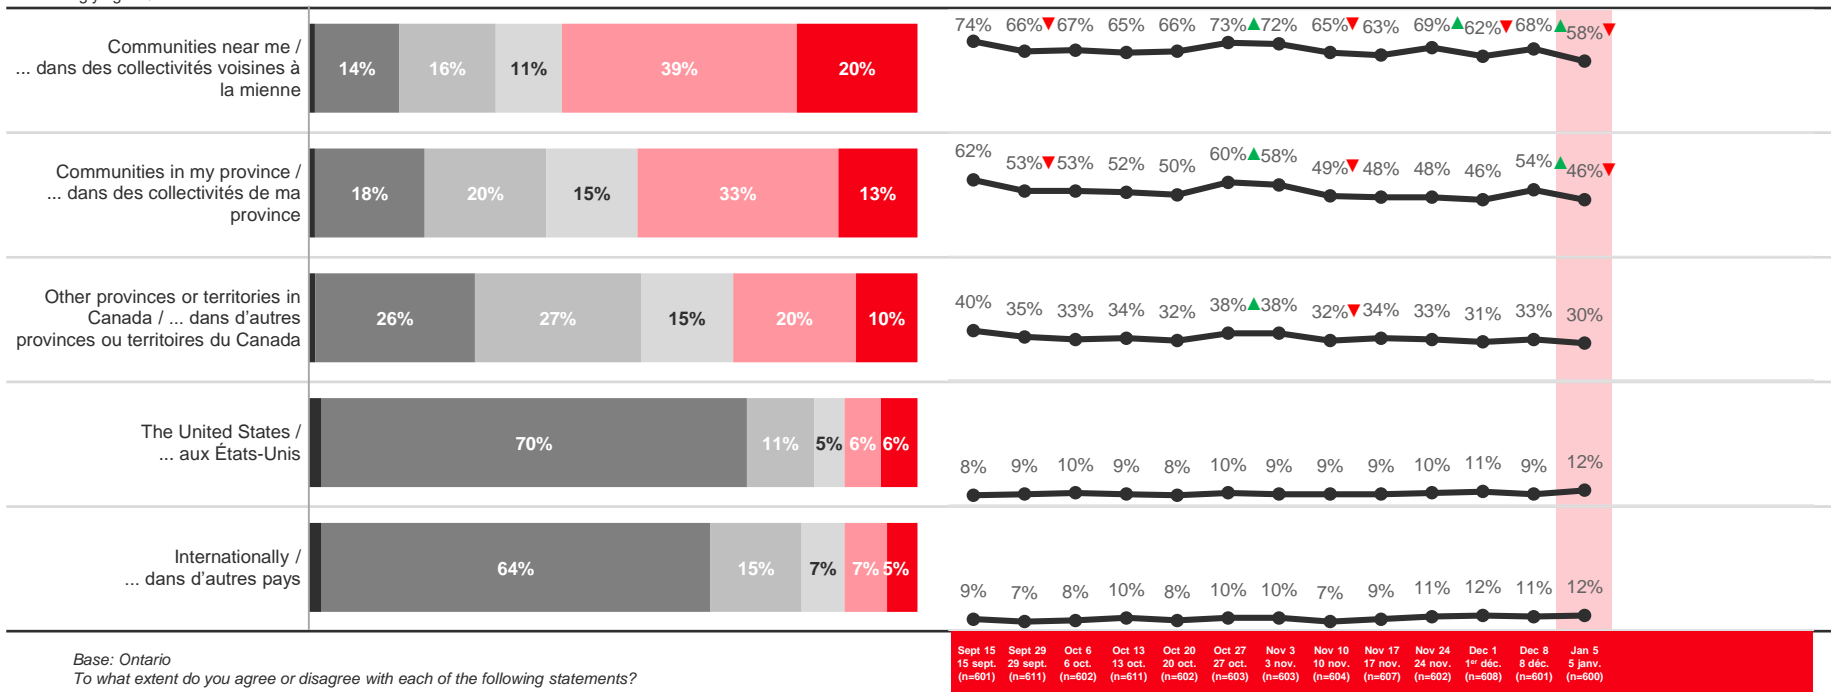 Communities near me /
... dans des collectivités voisines à
la mienne
14% 16% 11% 39% 20%
74% 66% 67% 65% 66% 73% 72% 65% 63% 69% 62% 68% 58%
Communities in my province /
... dans des collectivités de ma
province
18% 20% 15% 33% 13%
62% 53% 53% 52% 50% 60% 58% 49% 48% 48% 46% 54% 46%
Other provinces or territories in
Canada / ... dans d'autres
provinces ou territoires du Canada
26% 27% 15% 20% 10%
40% 35% 33% 34% 32% 38% 38% 32% 34% 33% 31% 33% 30%
The United States /
... aux États-Unis
70% 11% 5% 6% 6%
8% 9% 10% 9% 8% 10% 9% 9% 9% 10% 11% 9% 12%
Internationally /
... dans d'autres pays
64% 15% 7% 7% 5%
9% 7% 8% 10% 8% 10% 10% 7% 9% 11% 12% 11% 12%
Sept 15 Sept 29 Oct 6 Oct 13 Oct 20 Oct 27 Nov 3 Nov 10 Nov 17 Nov 24 Dec 1 Dec 8 Jan 5
15 sept. 29 sept. 6 oct. 13 oct. 20 oct. 27 oct. 3 nov. 10 nov. 17 nov. 24 nov. 1er déc. 8 déc. 5 janv.
(n=601) (n=611) (n=602) (n=611) (n=602) (n=603) (n=603) (n=604) (n=607) (n=602) (n=608) (n=601) (n=600)
Base: Ontario
To what extent do you agree or disagree with each of the following statements?